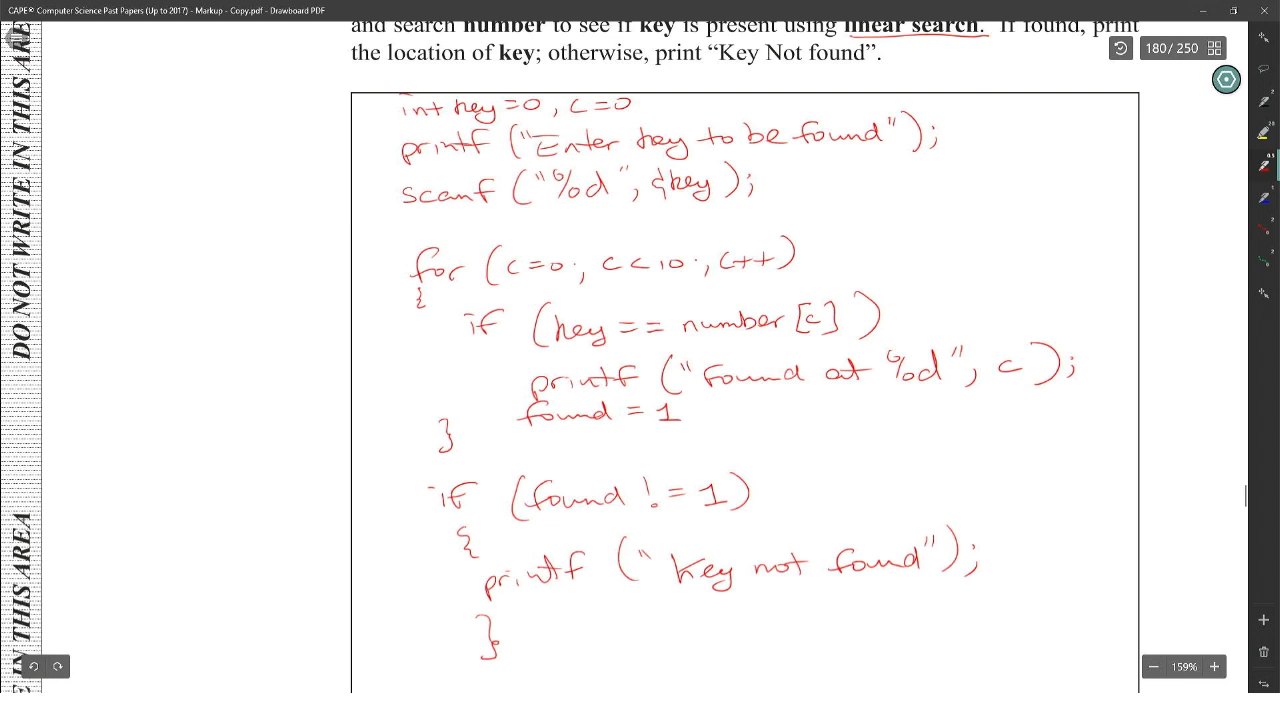 CAPE® Computer Science Past Papers (Up to 2017) - Markup - Copy.pdf - Drawboard PDF
and search number to see if key is present using linear search. If found, print
the location of key; otherwise, print “Key Not found”.
180 / 250
int key = 0, c = 0
printf ("Enter key to be found");
scanf ("%d", &key);
for (c = 0; c < 10; c++)
{
if (key == number [c])
printf ("Found at %d", c);
found = 1
}
if (found != 1)
{
printf ("Key not found");
}
159%
DO NOT WRITE IN THIS ARE
E IN THIS AREA